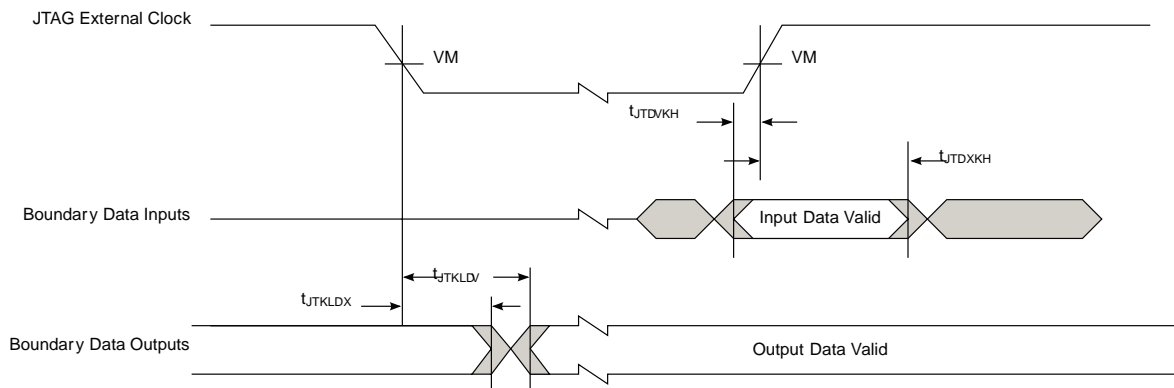 JTAG External Clock
VM
VM
tJTDVKH
tJTDXKH
Boundary Data Inputs
Input Data Valid
tJTKLDV
tJTKLDX
Boundary Data Outputs
Output Data Valid